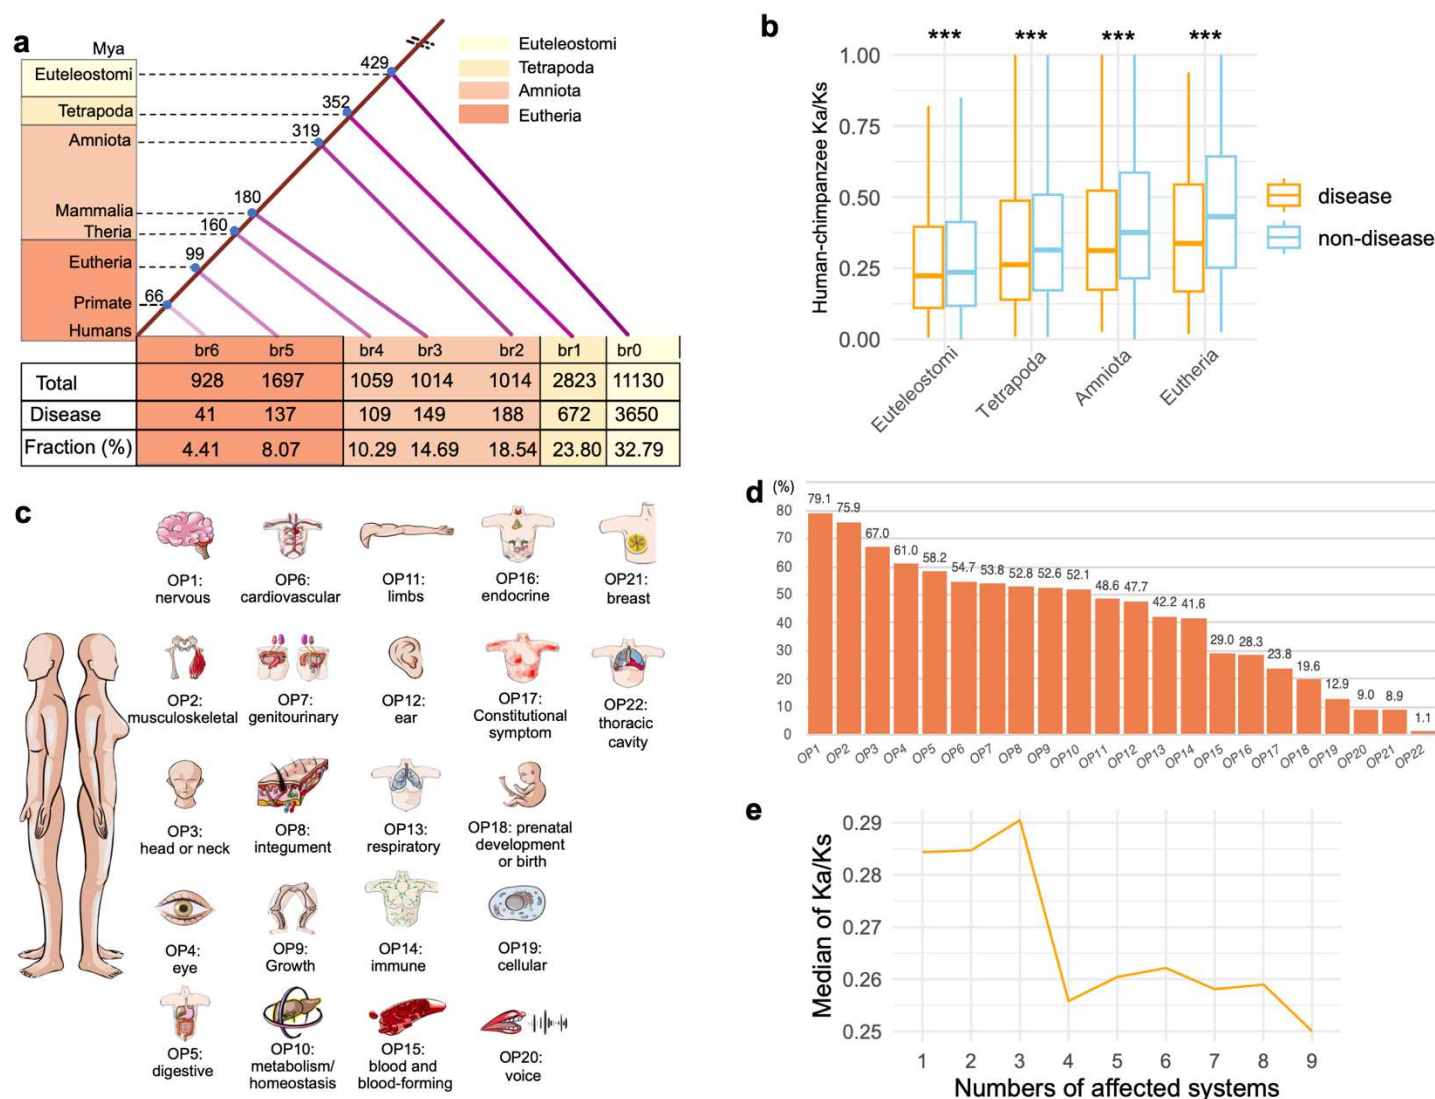 a
Mya
Euteleostomi
Tetrapoda
Amniota
Mammalia
Theria
Eutheria
Primate
Humans
429
352
319
180
160
99
66
Euteleostomi
Tetrapoda
Amniota
Eutheria
br6 br5 br4 br3 br2 br1 br0
Total 928 1697 1059 1014 1014 2823 11130
Disease 41 137 109 149 188 672 3650
Fraction (%) 4.41 8.07 10.29 14.69 18.54 23.80 32.79
b
*** *** *** ***
Human-chimpanzee Ka/Ks
1.00
0.75
0.50
0.25
0.00
Euteleostomi
Tetrapoda
Amniota
Eutheria
disease
non-disease
c
OP1:
nervous
OP6:
cardiovascular
OP11:
limbs
OP16:
endocrine
OP21:
breast
OP2:
musculoskeletal
OP7:
genitourinary
OP12:
ear
OP17:
Constitutional
symptom
OP22:
thoracic
cavity
OP3:
head or neck
OP8:
integument
OP13:
respiratory
OP18: prenatal
development
or birth
OP4:
eye
OP9:
Growth
OP14:
immune
OP19:
cellular
OP5:
digestive
OP10:
metabolism/
homeostasis
OP15:
blood and
blood-forming
OP20:
voice
d
(%)
80
70
60
50
40
30
20
10
0
79.1 75.9 67.0 61.0 58.2 54.7 53.8 52.8 52.6 52.1 48.6 47.7 42.2 41.6 29.0 28.3 23.8 19.6 12.9 9.0 8.9 1.1
OP1 OP2 OP3 OP4 OP5 OP6 OP7 OP8 OP9 OP10 OP11 OP12 OP13 OP14 OP15 OP16 OP17 OP18 OP19 OP20 OP21 OP22
e
Median of Ka/Ks
0.29
0.28
0.27
0.26
0.25
1 2 3 4 5 6 7 8 9
Numbers of affected systems